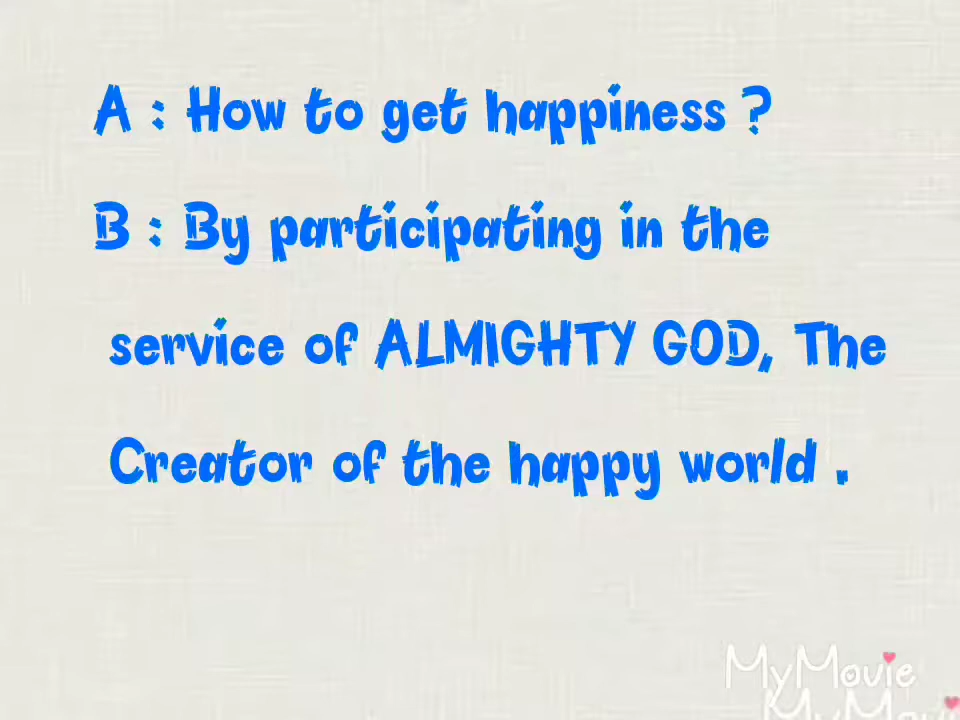 A : How to get happiness ?
B : By participating in the
service of ALMIGHTY GOD, The
Creator of the happy world .
MyMovie
MyMovie